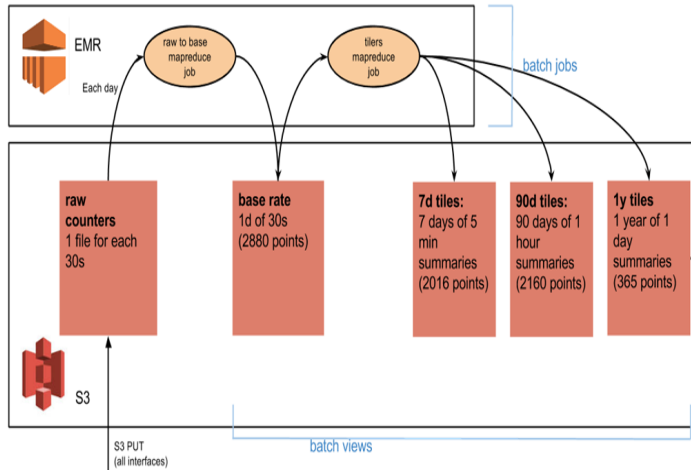 EMR
Each day
raw to base
mapreduce
job
tilers
mapreduce
job
batch jobs
raw
counters
1 file for each
30s
base rate
1d of 30s
(2880 points)
7d tiles:
7 days of 5
min
summaries
(2016 points)
90d tiles:
90 days of 1
hour
summaries
(2160 points)
1y tiles
1 year of 1
day
summaries
(365 points)
S3
S3 PUT
(all interfaces)
batch views